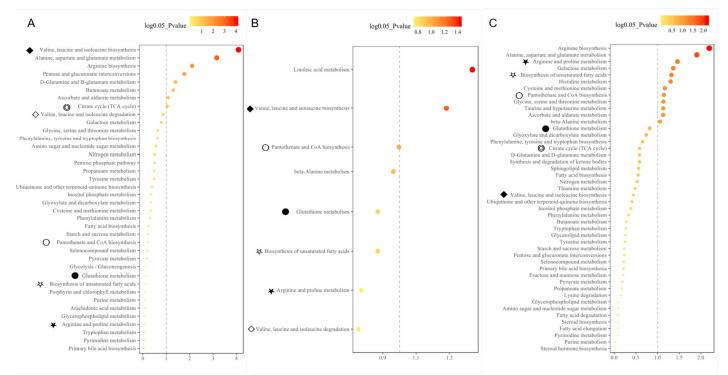 A
log0.05_Pvalue
1 2 3 4
Valine, leucine and isoleucine biosynthesis
Alanine, aspartate and glutamate metabolism
Arginine biosynthesis
Pentose and glucuronate interconversions
D-Glutamine and D-glutamate metabolism
Butanoate metabolism
Ascorbate and aldarate metabolism
Citrate cycle (TCA cycle)
Valine, leucine and isoleucine degradation
Galactose metabolism
Glycine, serine and threonine metabolism
Phenylalanine, tyrosine and tryptophan biosynthesis
Amino sugar and nucleotide sugar metabolism
Nitrogen metabolism
Pentose phosphate pathway
Propanoate metabolism
Tyrosine metabolism
Ubiquinone and other terpenoid-quinone biosynthesis
Inositol phosphate metabolism
Glyoxylate and dicarboxylate metabolism
Cysteine and methionine metabolism
Phenylalanine metabolism
Fatty acid biosynthesis
Starch and sucrose metabolism
Pantothenate and CoA biosynthesis
Selenocompound metabolism
Pyruvate metabolism
Glycolysis / Gluconeogenesis
Glutathione metabolism
Biosynthesis of unsaturated fatty acids
Porphyrin and chlorophyll metabolism
Purine metabolism
Arachidonic acid metabolism
Glycerophospholipid metabolism
Arginine and proline metabolism
Tryptophan metabolism
Pyrimidine metabolism
Primary bile acid biosynthesis
0 1 2 3 4
B
log0.05_Pvalue
0.8 1.0 1.2 1.4
Linoleic acid metabolism
Valine, leucine and isoleucine biosynthesis
Pantothenate and CoA biosynthesis
beta-Alanine metabolism
Glutathione metabolism
Biosynthesis of unsaturated fatty acids
Arginine and proline metabolism
Valine, leucine and isoleucine degradation
0.9 1.2
C
log0.05_Pvalue
0.5 1.0 1.5 2.0
Arginine biosynthesis
Alanine, aspartate and glutamate metabolism
Arginine and proline metabolism
Galactose metabolism
Biosynthesis of unsaturated fatty acids
Histidine metabolism
Cysteine and methionine metabolism
Pantothenate and CoA biosynthesis
Glycine, serine and threonine metabolism
Taurine and hypotaurine metabolism
Ascorbate and aldarate metabolism
beta-Alanine metabolism
Glutathione metabolism
Glyoxylate and dicarboxylate metabolism
Phenylalanine, tyrosine and tryptophan biosynthesis
Citrate cycle (TCA cycle)
D-Glutamine and D-glutamate metabolism
Synthesis and degradation of ketone bodies
Sphingolipid metabolism
Fatty acid biosynthesis
Nitrogen metabolism
Thiamine metabolism
Valine, leucine and isoleucine biosynthesis
Ubiquinone and other terpenoid-quinone biosynthesis
Inositol phosphate metabolism
Phenylalanine metabolism
Butanoate metabolism
Tryptophan metabolism
Glycerolipid metabolism
Tyrosine metabolism
Starch and sucrose metabolism
Pentose and glucuronate interconversions
Selenocompound metabolism
Primary bile acid biosynthesis
Fructose and mannose metabolism
Pyruvate metabolism
Propanoate metabolism
Lysine degradation
Glycerophospholipid metabolism
Amino sugar and nucleotide sugar metabolism
Fatty acid degradation
Steroid biosynthesis
Fatty acid elongation
Pyrimidine metabolism
Purine metabolism
Steroid hormone biosynthesis
0.0 0.5 1.0 1.5 2.0